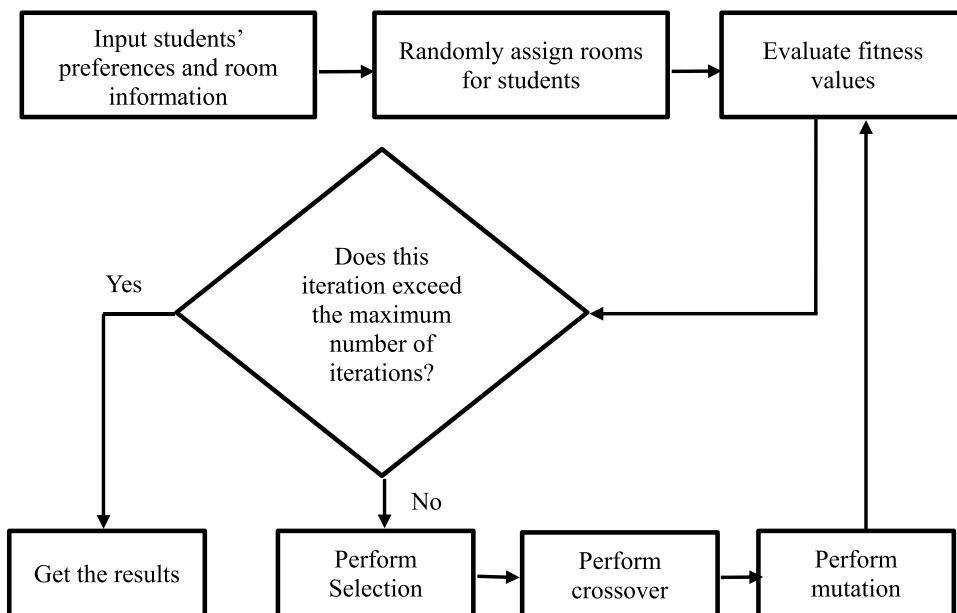 Input students’
preferences and room
information
Randomly assign rooms
for students
Evaluate fitness
values
Does this
iteration exceed
the maximum
number of
iterations?
Yes
No
Get the results
Perform
Selection
Perform
crossover
Perform
mutation